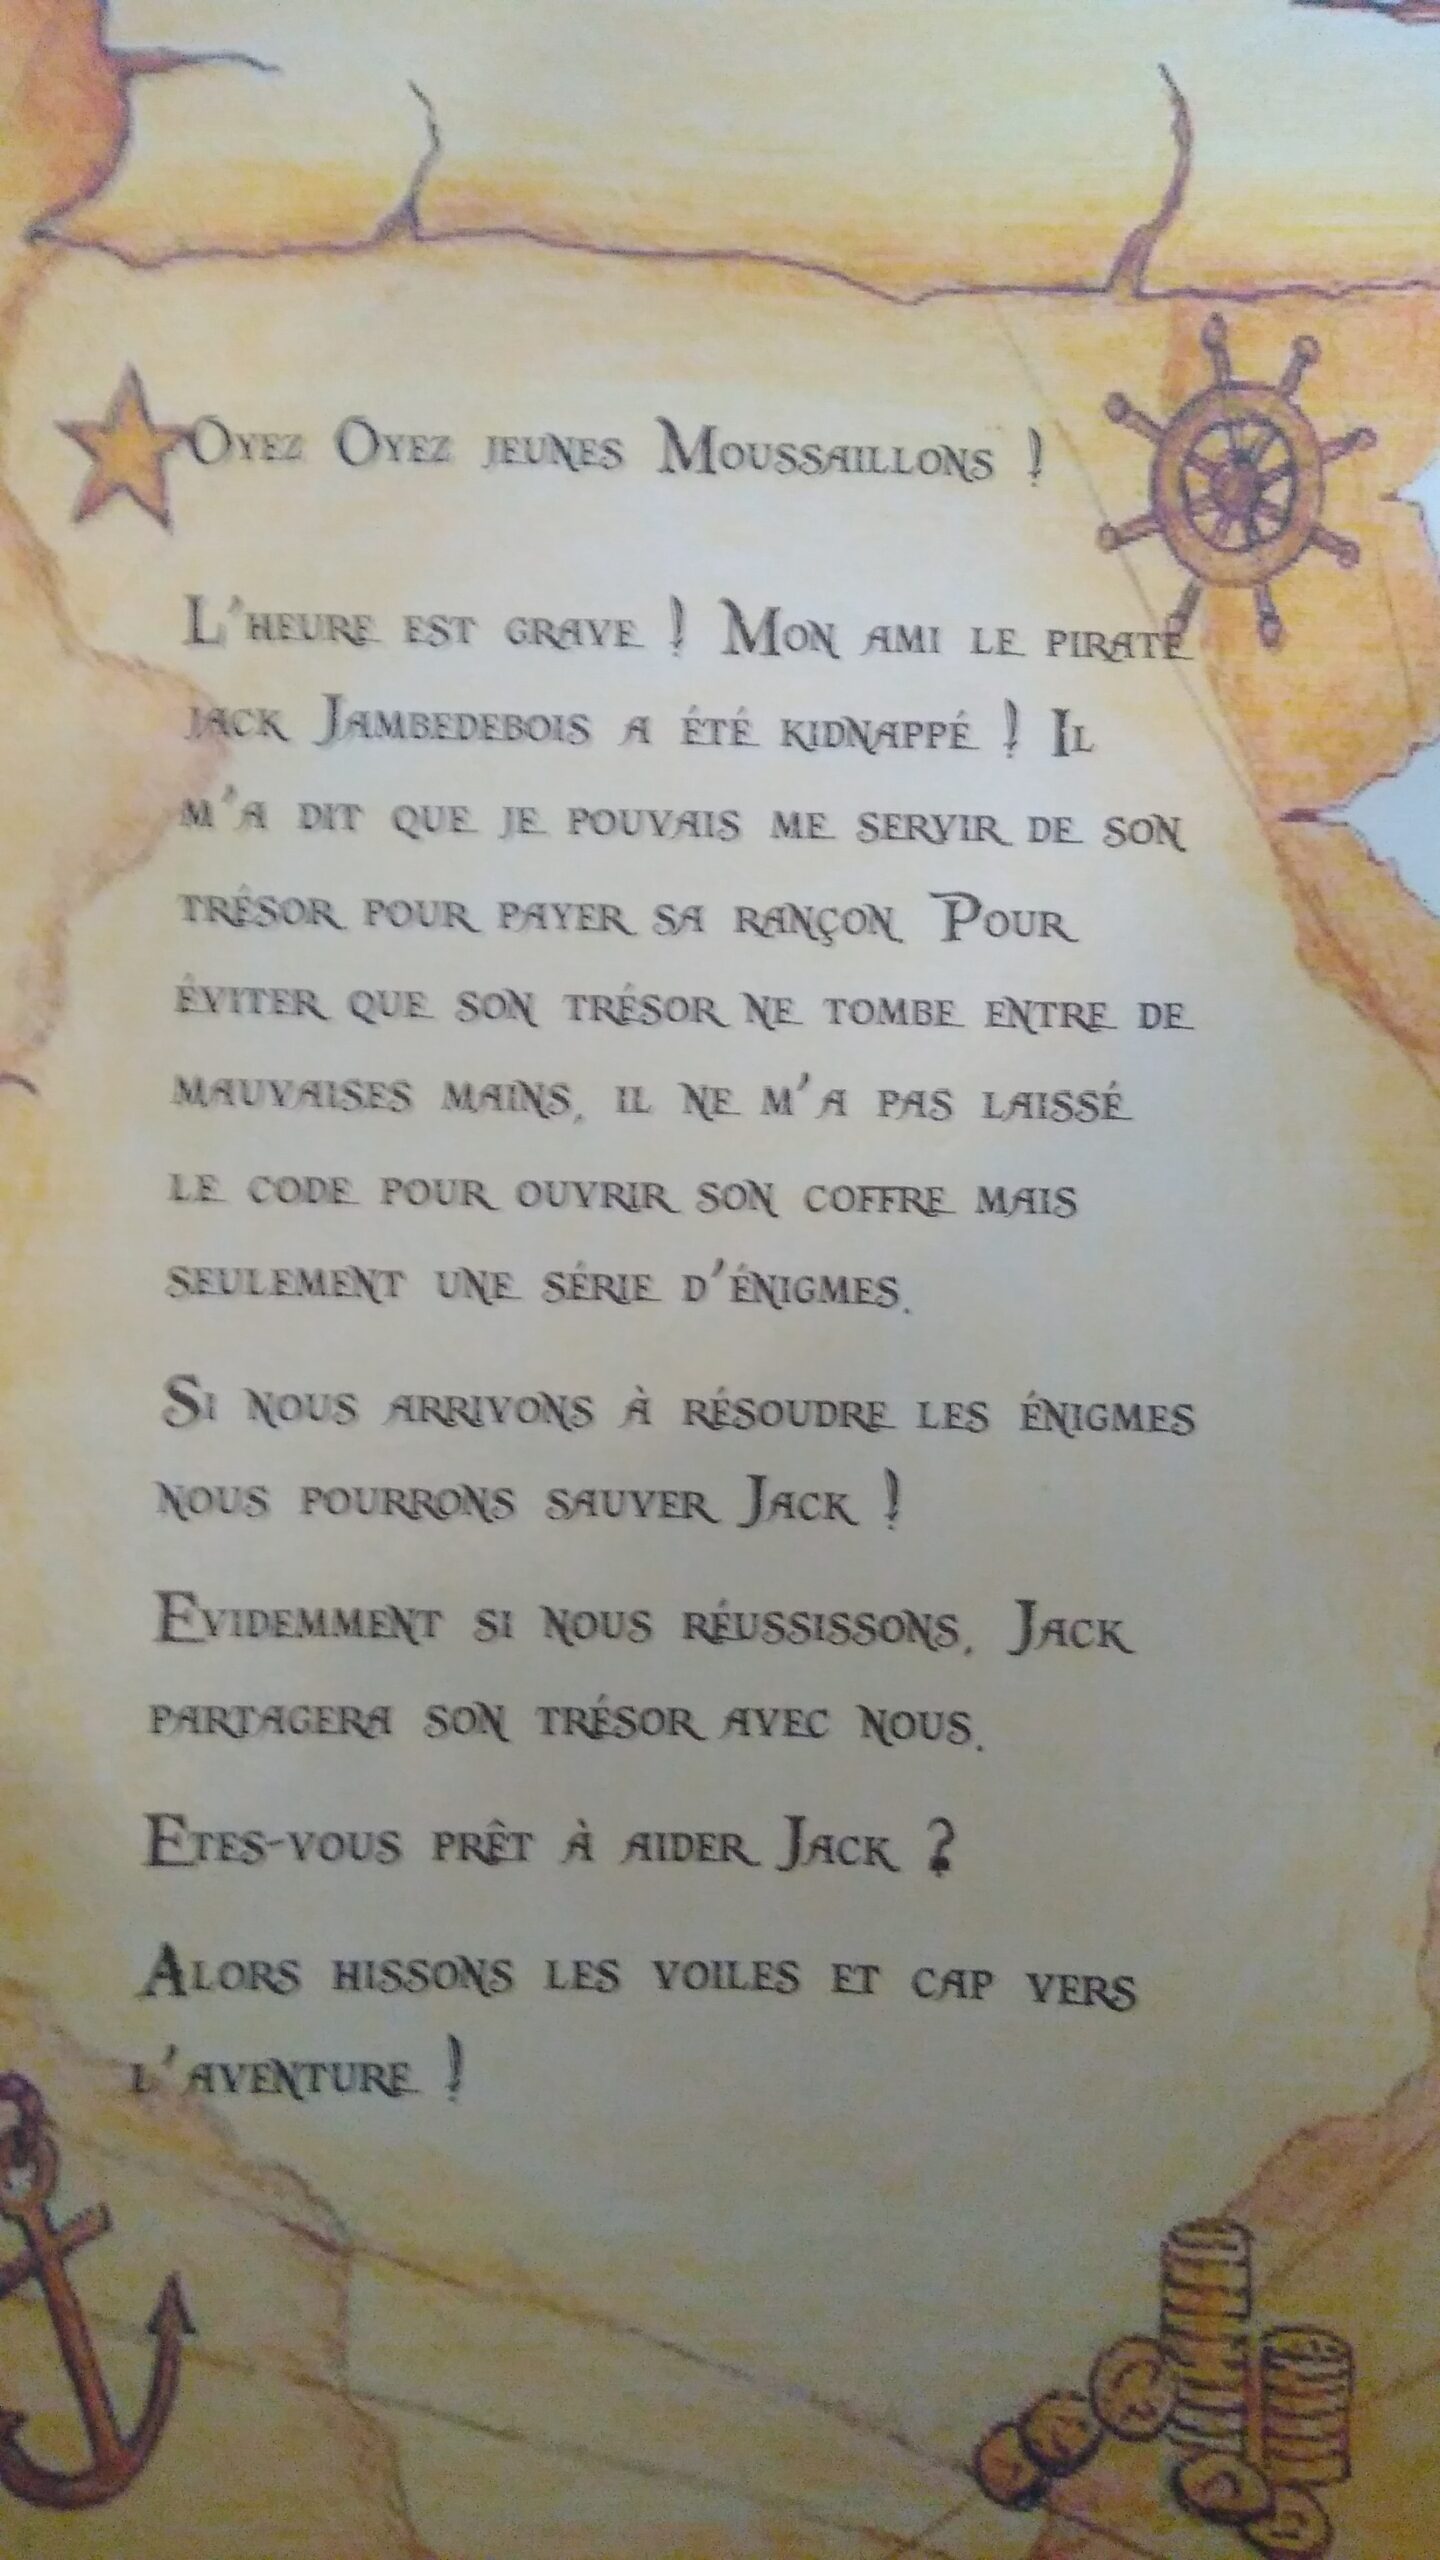 Oyez Oyez jeunes Moussaillons !
L'heure est grave ! Mon ami le pirate
jack Jambedebois a été kidnappé ! Il
m'a dit que je pouvais me servir de son
trésor pour payer sa rançon. Pour
éviter que son trésor ne tombe entre de
mauvaises mains, il ne m'a pas laissé
le code pour ouvrir son coffre mais
seulement une série d'énigmes.
Si nous arrivons à résoudre les énigmes
nous pourrons sauver Jack !
Evidemment si nous réussissons, Jack
partagera son trésor avec nous.
Etes-vous prêt à aider Jack ?
Alors hissons les voiles et cap vers
l'aventure !